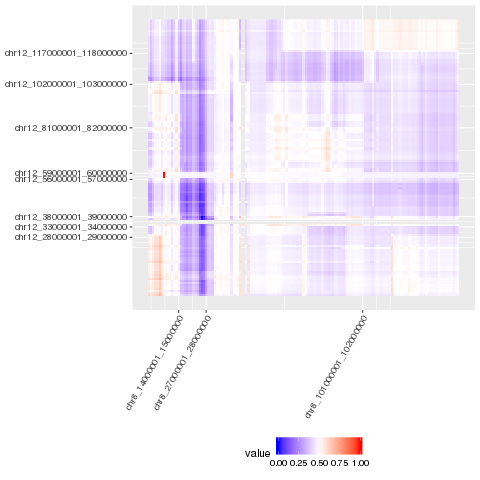 chr12_117000001_118000000
chr12_102000001_103000000
chr12_81000001_82000000
chr12_59000001_60000000
chr12_56000001_57000000
chr12_38000001_39000000
chr12_33000001_34000000
chr12_28000001_29000000
chr8_14000001_15000000
chr8_27000001_28000000
chr8_101000001_102000000
value
0.00 0.25 0.50 0.75 1.00